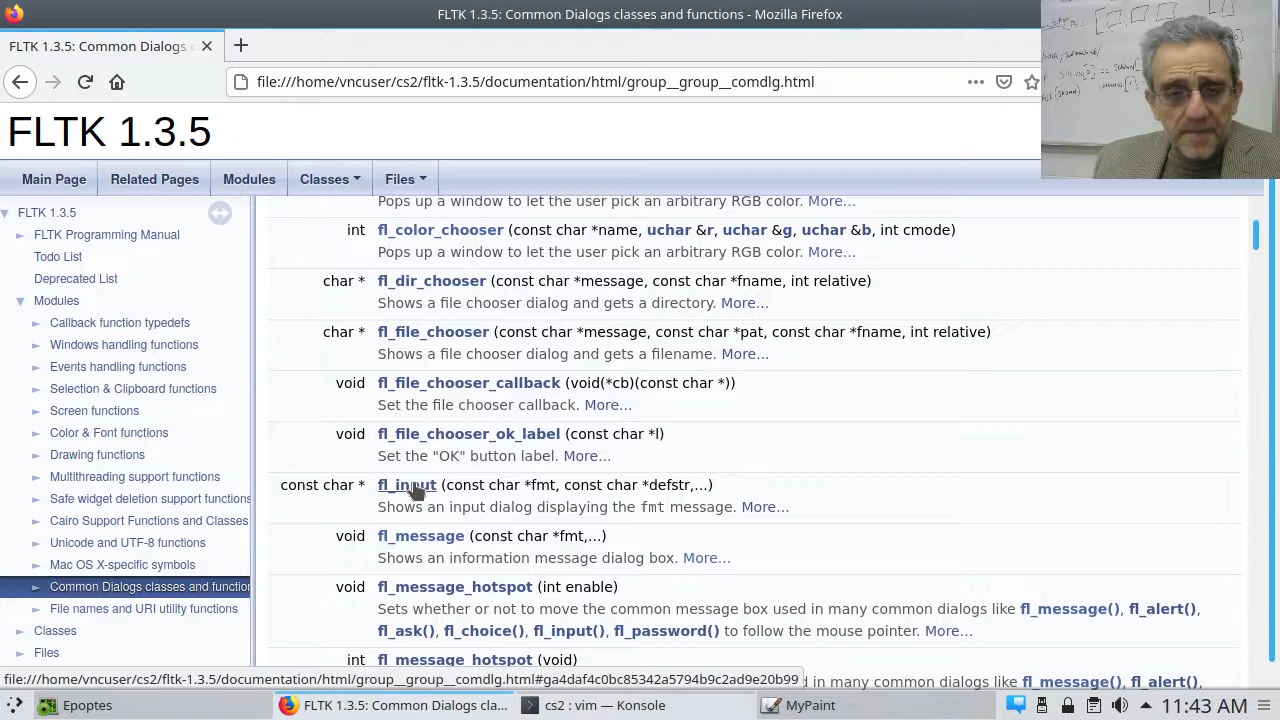 FLTK 1.3.5: Common Dialogs classes and functions - Mozilla Firefox
FLTK 1.3.5: Common Dialogs c
file:///home/vncuser/cs2/fltk-1.3.5/documentation/html/group__group__comdlg.html
FLTK 1.3.5
Main Page Related Pages Modules Classes Files
FLTK 1.3.5
FLTK Programming Manual
Todo List
Deprecated List
Modules
Callback function typedefs
Windows handling functions
Events handling functions
Selection & Clipboard functions
Screen functions
Color & Font functions
Drawing functions
Multithreading support functions
Safe widget deletion support functions
Cairo Support Functions and Classes
Unicode and UTF-8 functions
Mac OS X-specific symbols
Common Dialogs classes and function
File names and URI utility functions
Classes
Files
Pops up a window to let the user pick an arbitrary RGB color. More...
int fl_color_chooser (const char *name, uchar &r, uchar &g, uchar &b, int cmode)
Pops up a window to let the user pick an arbitrary RGB color. More...
char * fl_dir_chooser (const char *message, const char *fname, int relative)
Shows a file chooser dialog and gets a directory. More...
char * fl_file_chooser (const char *message, const char *pat, const char *fname, int relative)
Shows a file chooser dialog and gets a filename. More...
void fl_file_chooser_callback (void(*cb)(const char *))
Set the file chooser callback. More...
void fl_file_chooser_ok_label (const char *l)
Set the "OK" button label. More...
const char * fl_input (const char *fmt, const char *defstr,...)
Shows an input dialog displaying the fmt message. More...
void fl_message (const char *fmt,...)
Shows an information message dialog box. More...
void fl_message_hotspot (int enable)
Sets whether or not to move the common message box used in many common dialogs like fl_message(), fl_alert(),
fl_ask(), fl_choice(), fl_input(), fl_password() to follow the mouse pointer. More...
int fl_message_hotspot (void)
d in many common dialogs like fl_message(), fl_alert(),
file:///home/vncuser/cs2/fltk-1.3.5/documentation/html/group__group__comdlg.html#ga4daf4c0bc85342a5794b9c2ad9e20b99
Epoptes
FLTK 1.3.5: Common Dialogs cla...
cs2 : vim — Konsole
MyPaint
11:43 AM